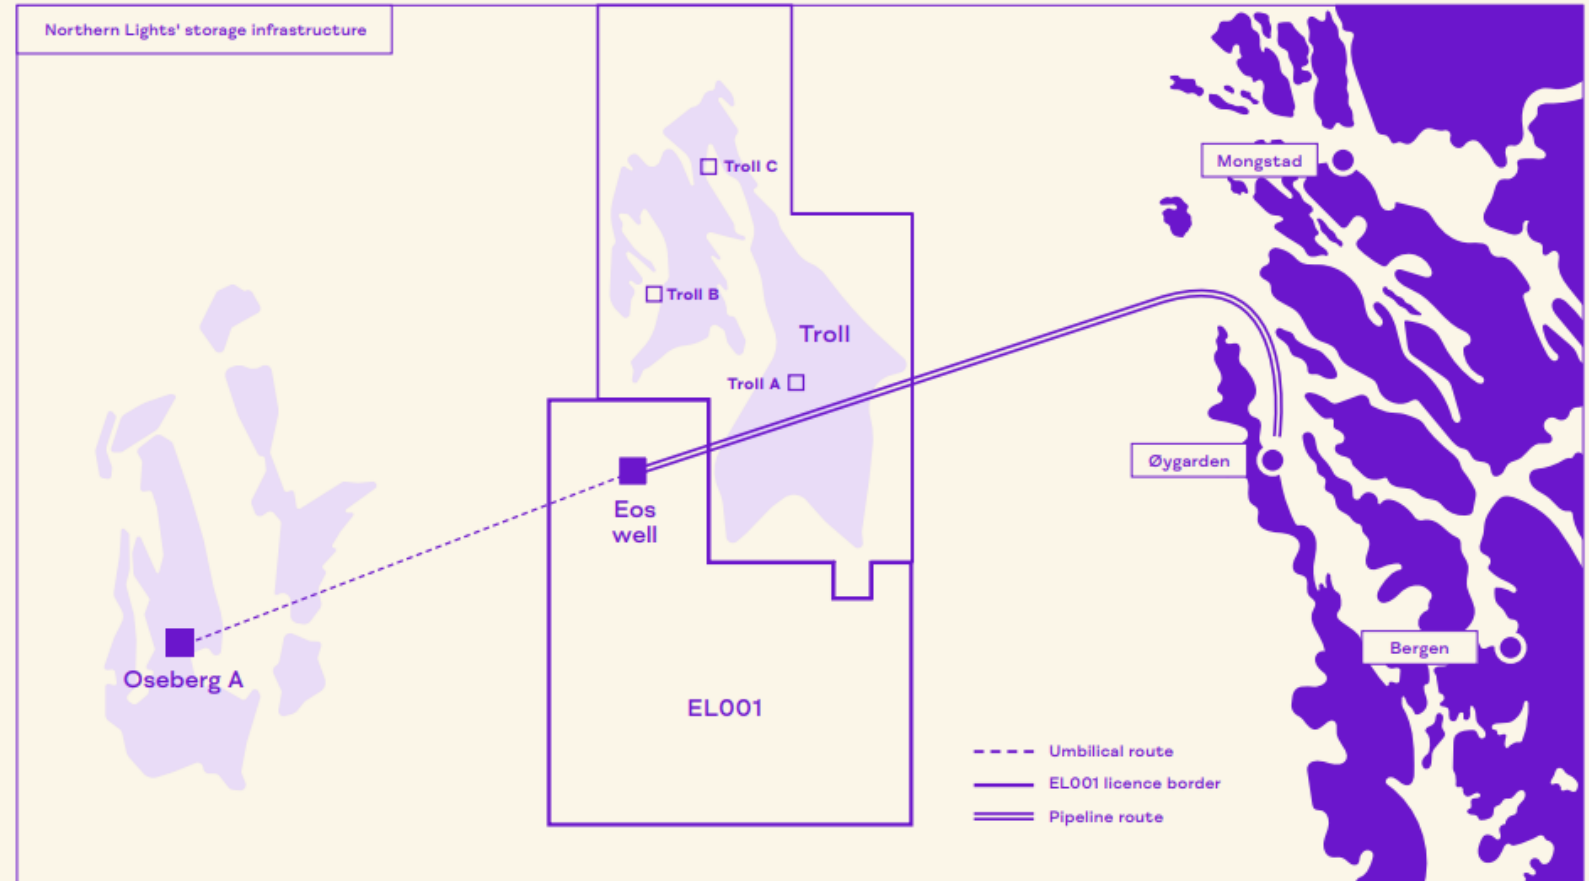 Northern Lights' storage infrastructure
Mongstad
Troll C
Troll B
Troll
Troll A
Øygarden
Eos
well
Bergen
Oseberg A
EL001
Umbilical route
EL001 licence border
Pipeline route